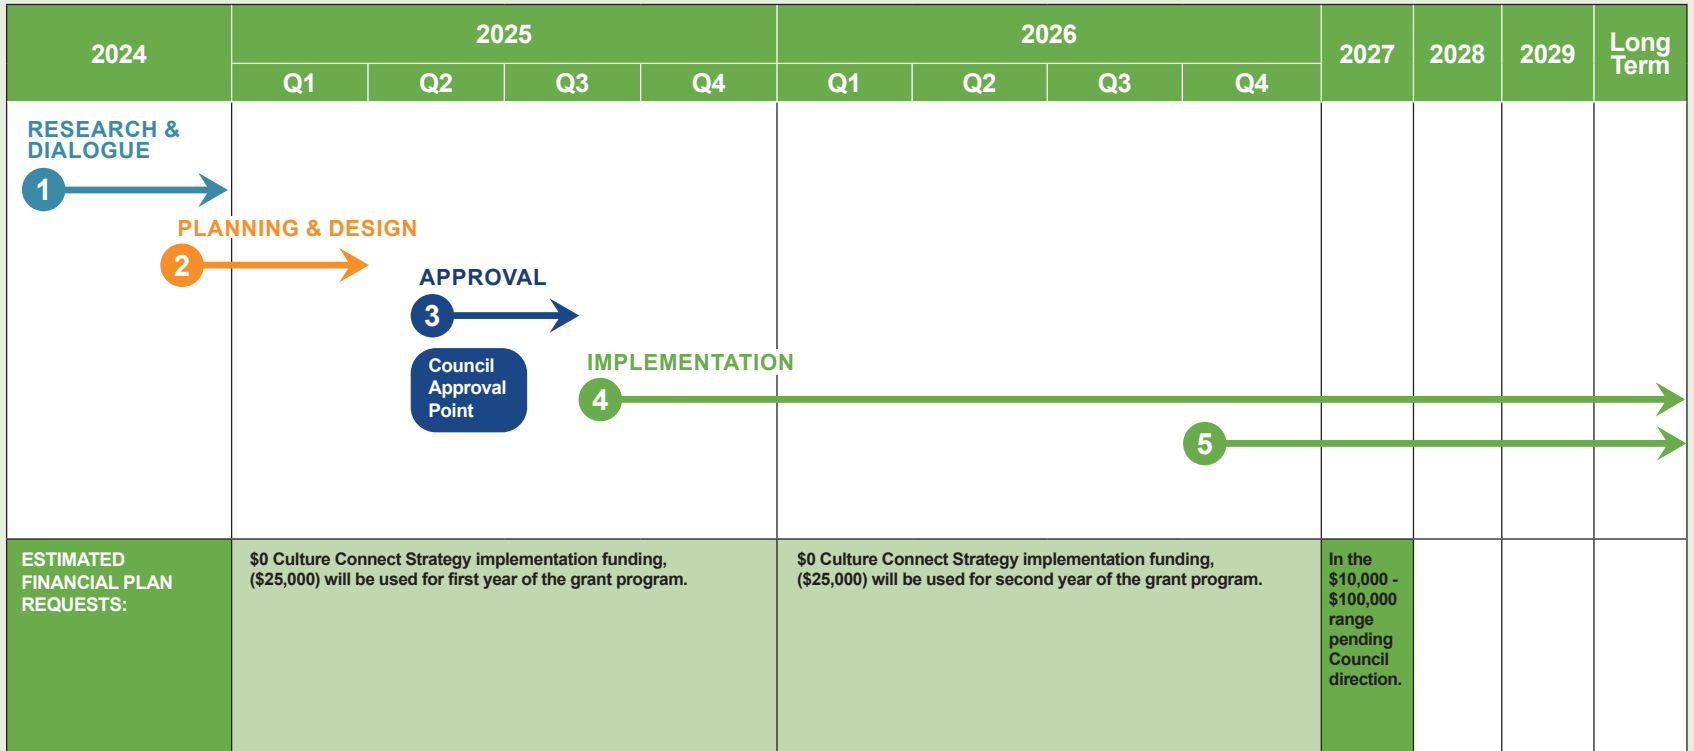 2024
2025
2026
2027
2028
2029
Long
Term
Q1
Q2
Q3
Q4
Q1
Q2
Q3
Q4
RESEARCH &
DIALOGUE
1
PLANNING & DESIGN
2
APPROVAL
3
Council
Approval
Point
IMPLEMENTATION
4
5
ESTIMATED
FINANCIAL PLAN
REQUESTS:
$0 Culture Connect Strategy implementation funding,
($25,000) will be used for first year of the grant program.
$0 Culture Connect Strategy implementation funding,
($25,000) will be used for second year of the grant program.
In the
$10,000 -
$100,000
range
pending
Council
direction.